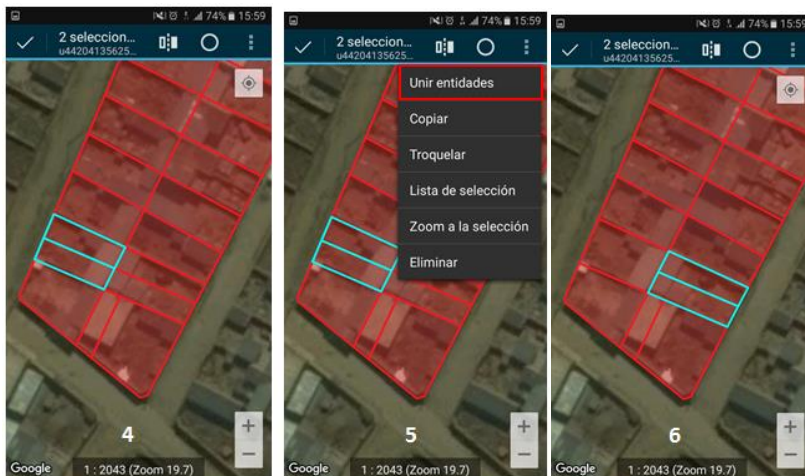 74% 15:59
2 seleccion...
u44204135625...
4
+
−
Google
1 : 2043 (Zoom 19.7)
74% 15:59
2 seleccion...
u44204135625...
Unir entidades
Copiar
Troquelar
Lista de selección
Zoom a la selección
Eliminar
5
+
−
Google
1 : 2043 (Zoom 19.7)
74% 15:59
2 seleccion...
u44204135625...
6
+
−
Google
1 : 2043 (Zoom 19.7)